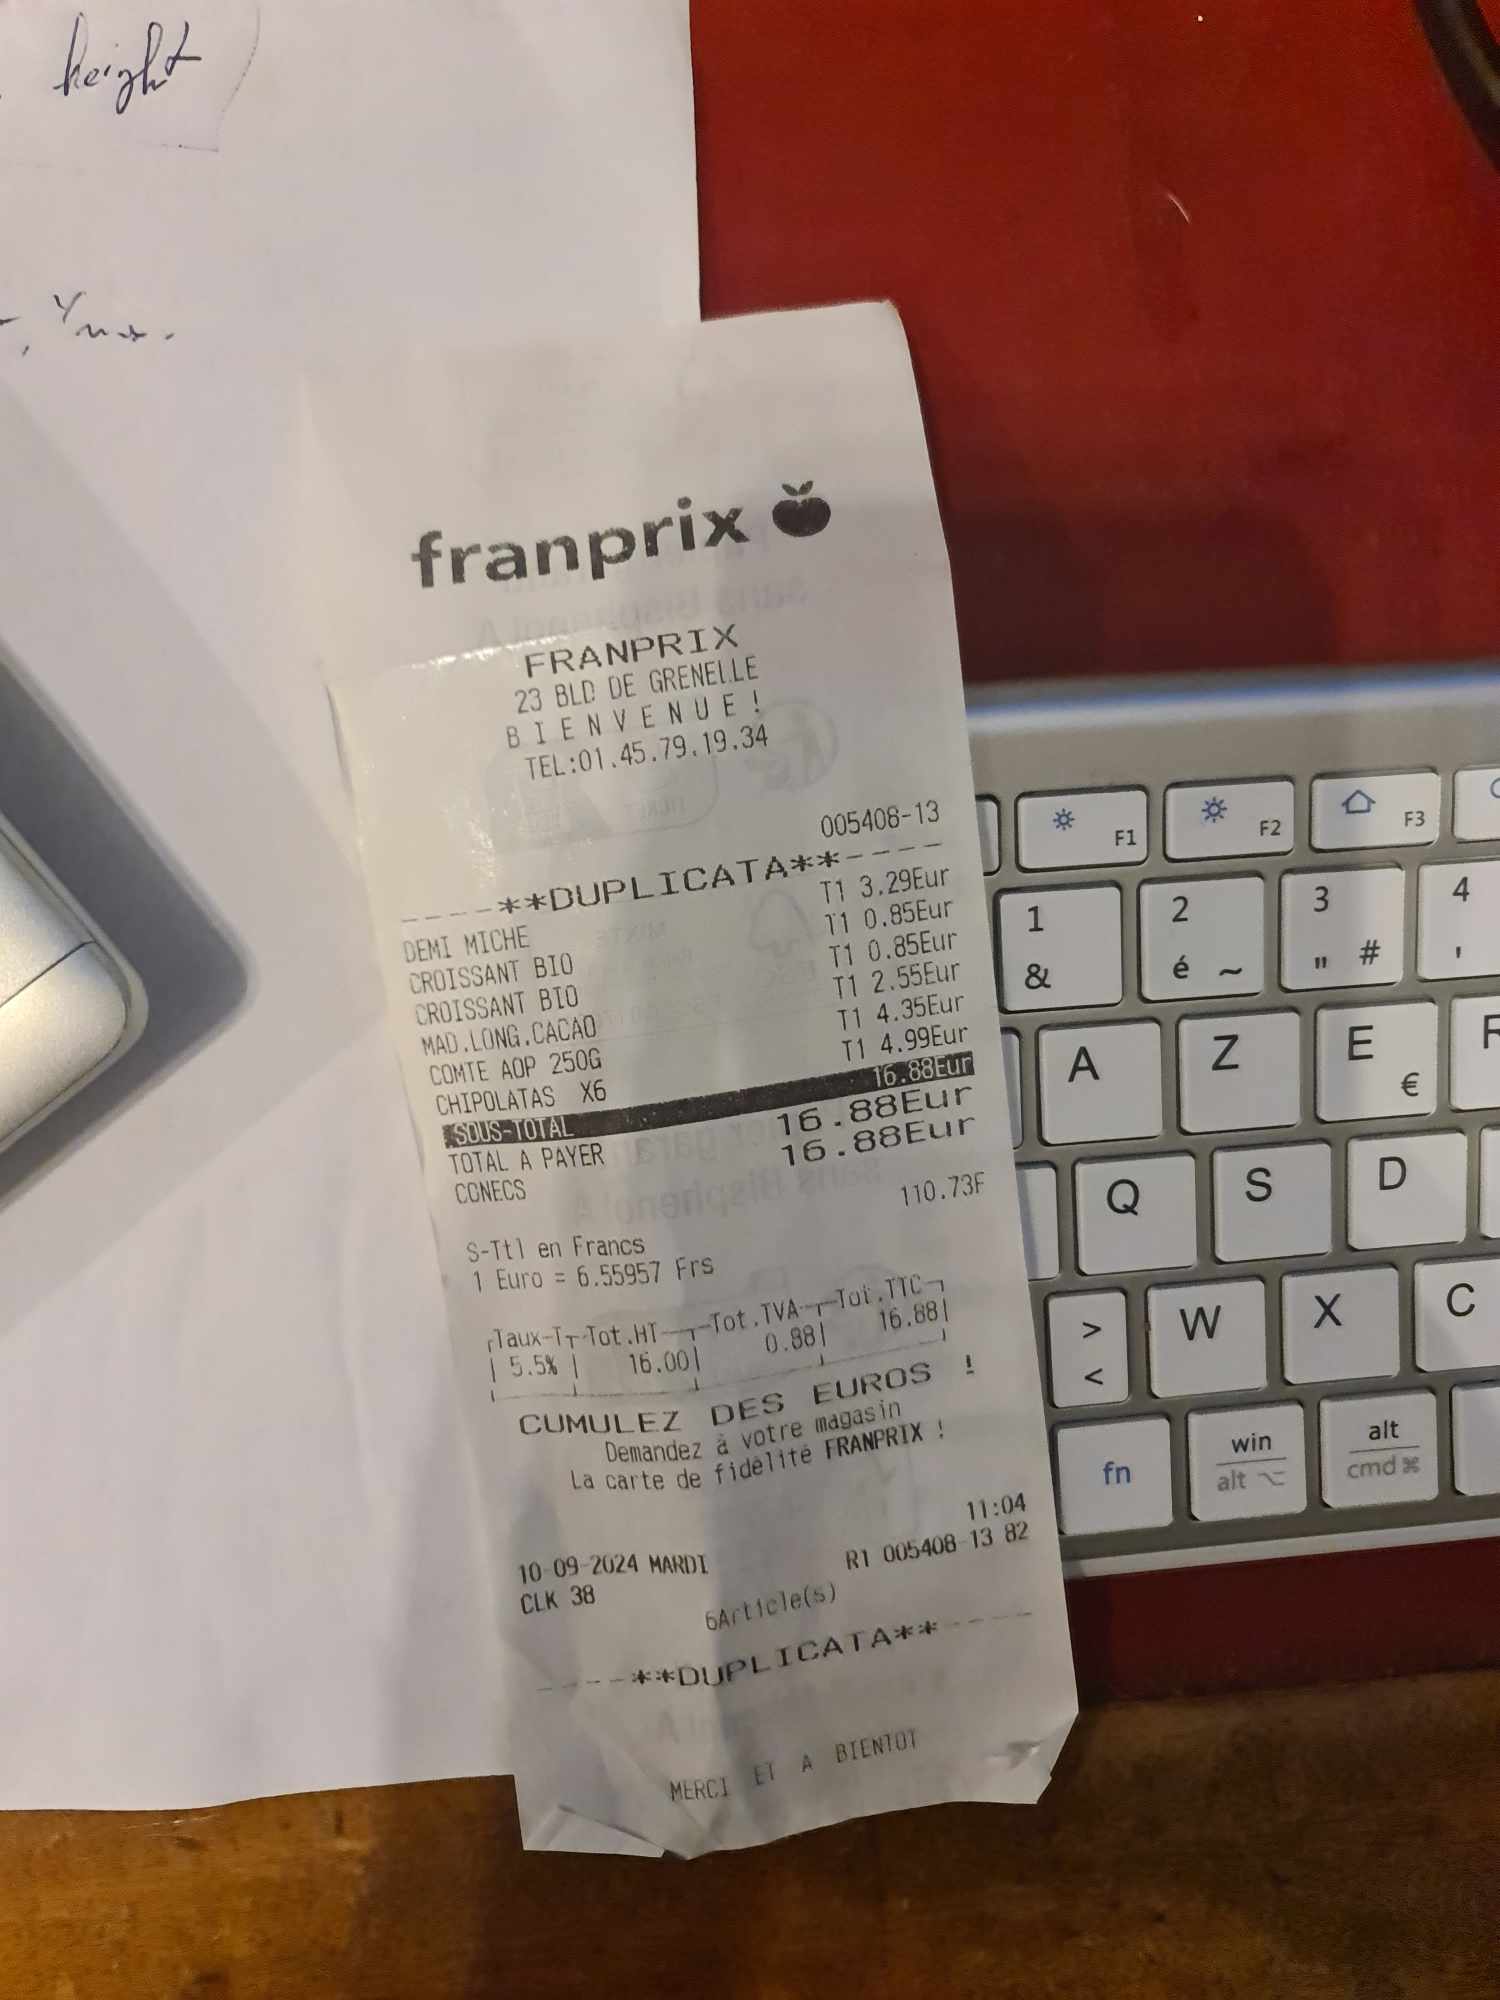 height
franprix
FRANPRIX
23 BLD DE GRENELLE
B I E N V E N U E !
TEL:01.45.79.19.34
005408-13
----**DUPLICATA**----
DEMI MICHE T1 3.29Eur
CROISSANT BIO T1 0.85Eur
CROISSANT BIO T1 0.85Eur
MAD.LONG.CACAO T1 2.55Eur
COMTE AOP 250G T1 4.35Eur
CHIPOLATAS X6 T1 4.99Eur
SOUS-TOTAL 16.88Eur
TOTAL A PAYER 16.88Eur
CONECS 16.88Eur
110.73F
S-Ttl en Francs
1 Euro = 6.55957 Frs
Taux-T Tot.HT Tot.TVA Tot.TTC
5.5% 16.00 0.88 16.88
CUMULEZ DES EUROS !
Demandez à votre magasin
La carte de fidélité FRANPRIX !
11:04
10-09-2024 MARDI R1 005408-13 82
CLK 38
6Article(s)
----**DUPLICATA**----
MERCI ET A BIENTOT
F1 F2 F3
1 2 3 4
& é ~ " # '
A Z E R
€
Q S D
> W X C
<
fn win alt
alt cmd